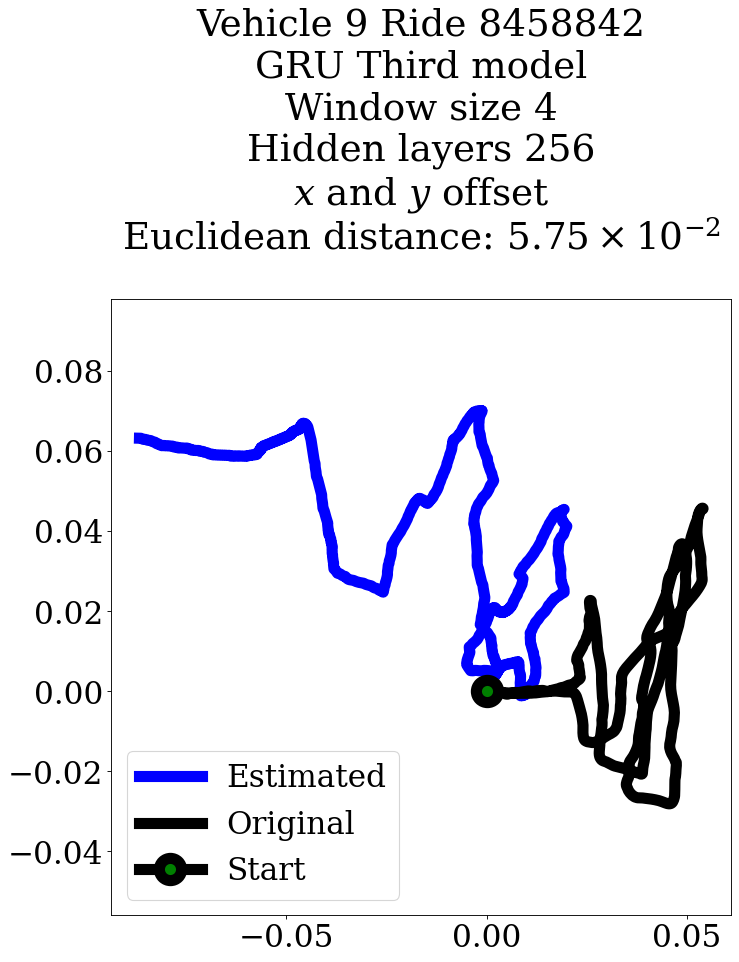 Vehicle 9 Ride 8458842
GRU Third model
Window size 4
Hidden layers 256
x and y offset
Euclidean distance: 5.75 × 10⁻²
0.08
0.06
0.04
0.02
0.00
−0.02
−0.04
Estimated
Original
Start
−0.05
0.00
0.05